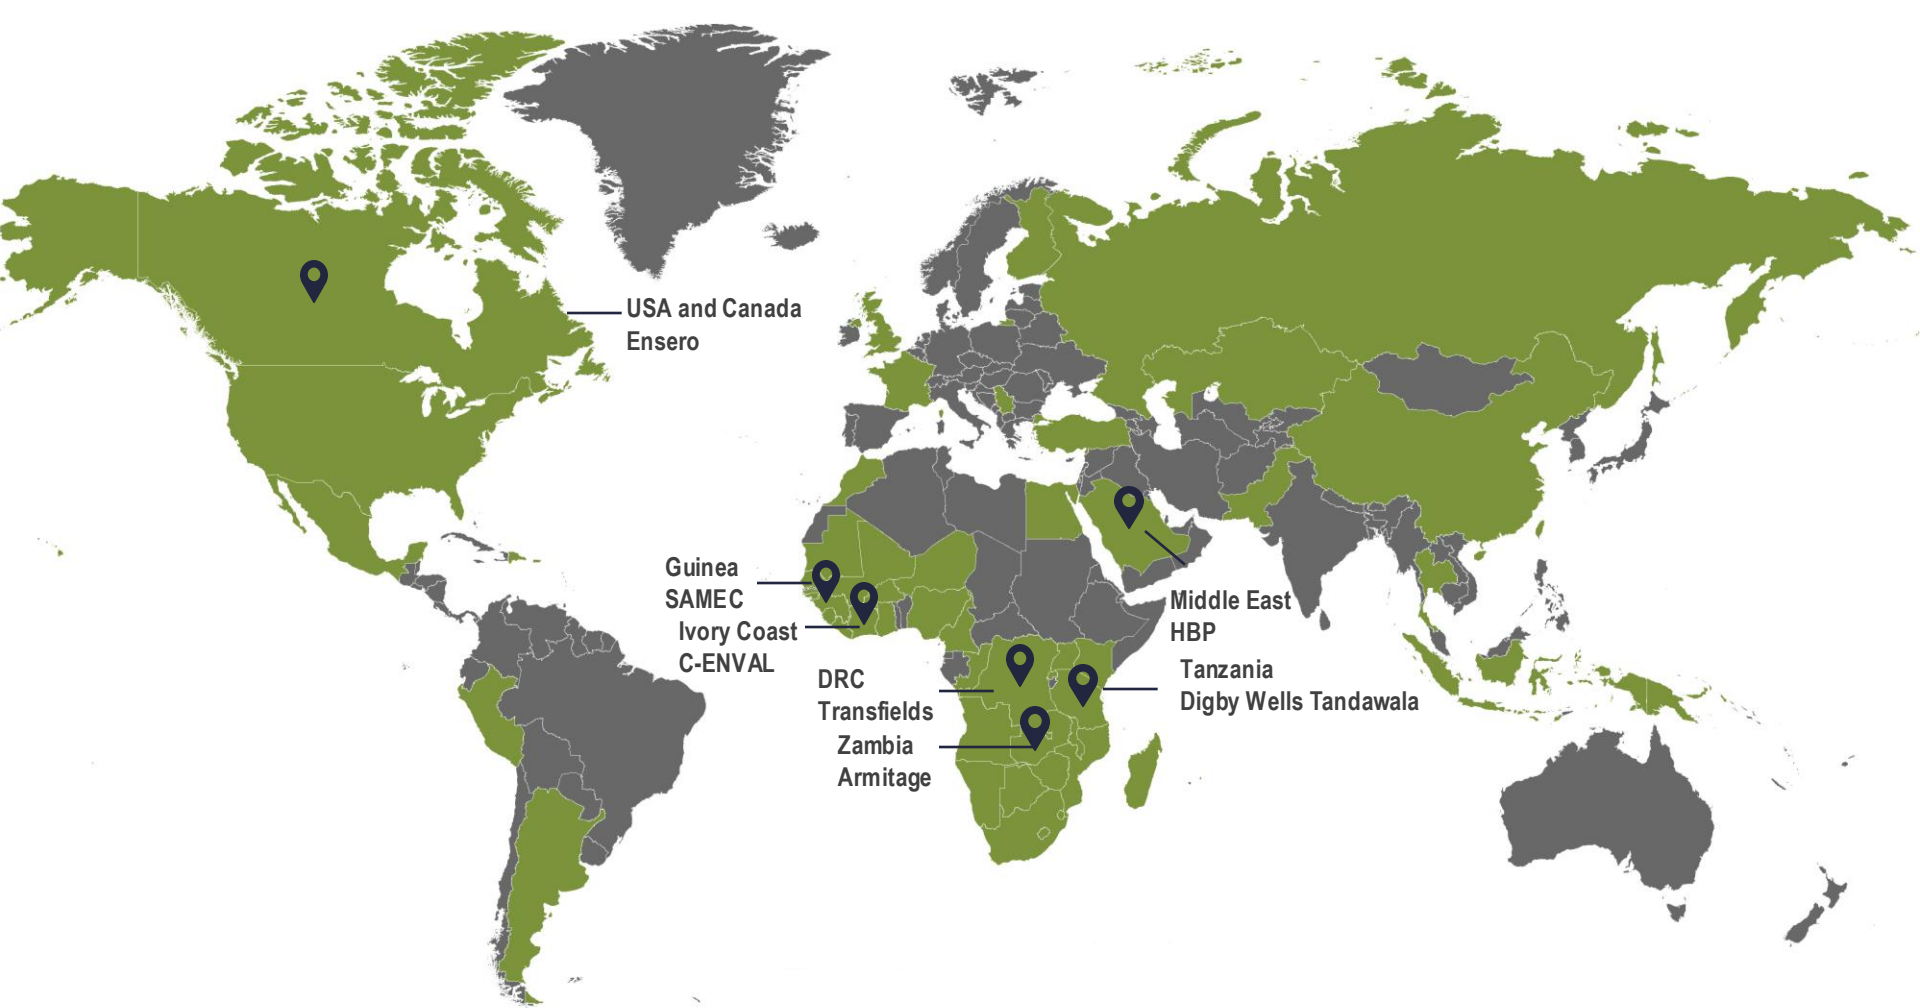 USA and Canada
Ensero
Guinea
SAMEC
Ivory Coast
C-ENVAL
Middle East
HBP
DRC
Transfields
Zambia
Armitage
Tanzania
Digby Wells Tandawala